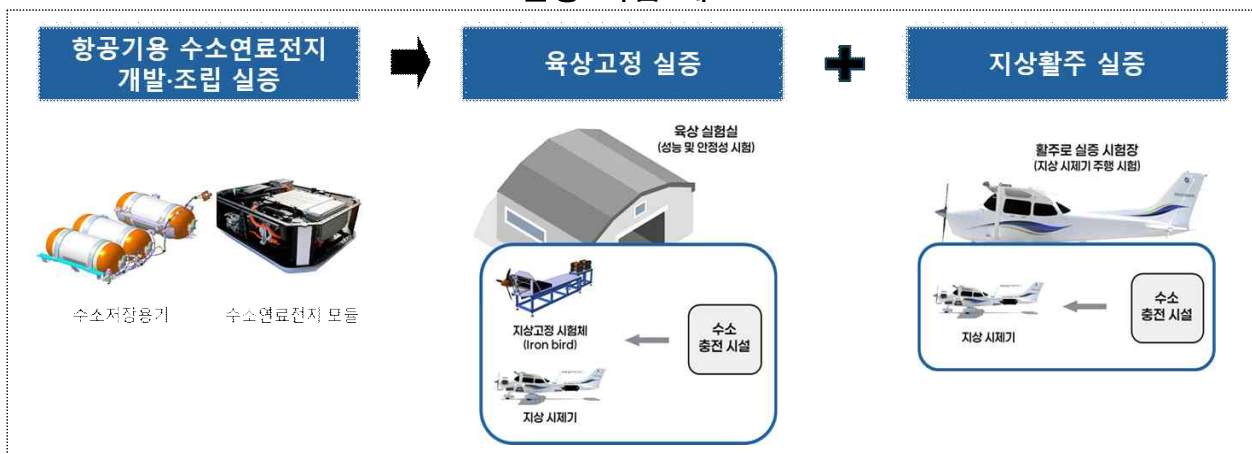 항공기용 수소연료전지
개발·조립 실증
육상고정 실증
지상활주 실증
육상 실험실
(성능 및 안정성 시험)
활주로 실증 시험장
(지상 시제기 주행 시험)
수소저장용기
수소연료전지 모듈
지상고정 시험체
(Iron bird)
수소
충전 시설
지상 시제기
수소
충전 시설
지상 시제기